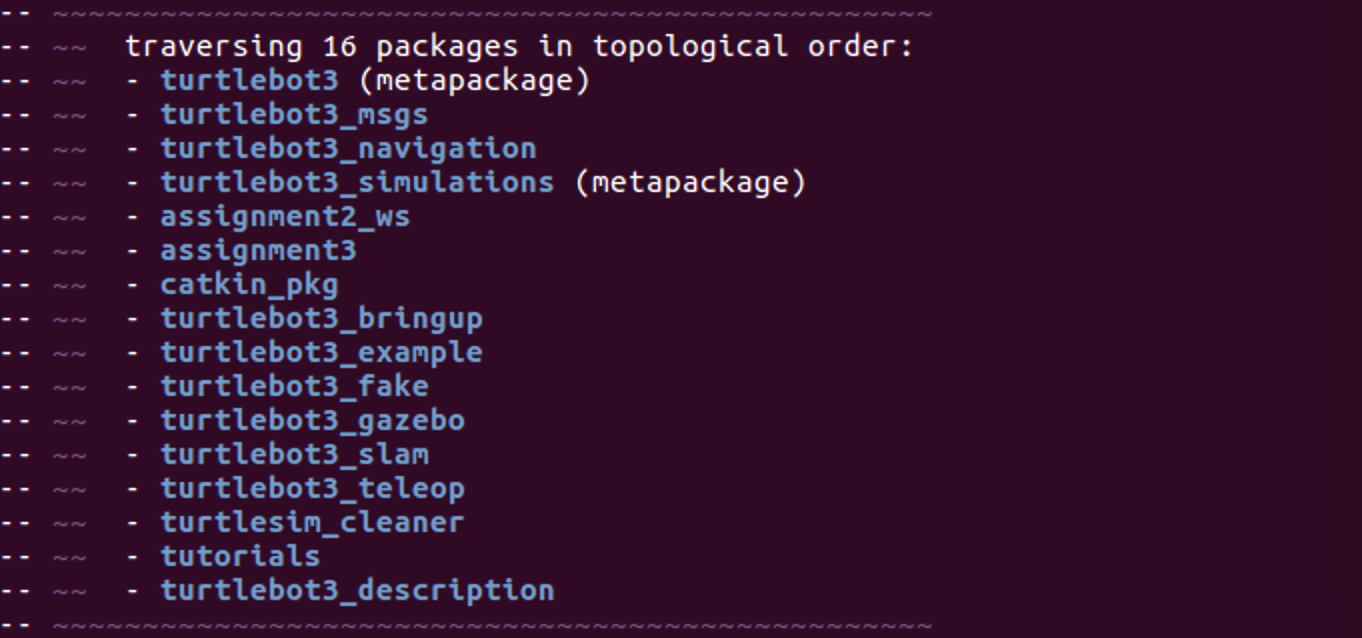 -- ~~~~~~~~~~~~~~~~~~~~~~~~~~~~~~~~~~~~~~~~~~~~~~~~~
-- ~~  traversing 16 packages in topological order:
-- ~~  - turtlebot3 (metapackage)
-- ~~  - turtlebot3_msgs
-- ~~  - turtlebot3_navigation
-- ~~  - turtlebot3_simulations (metapackage)
-- ~~  - assignment2_ws
-- ~~  - assignment3
-- ~~  - catkin_pkg
-- ~~  - turtlebot3_bringup
-- ~~  - turtlebot3_example
-- ~~  - turtlebot3_fake
-- ~~  - turtlebot3_gazebo
-- ~~  - turtlebot3_slam
-- ~~  - turtlebot3_teleop
-- ~~  - turtlesim_cleaner
-- ~~  - tutorials
-- ~~  - turtlebot3_description
-- ~~~~~~~~~~~~~~~~~~~~~~~~~~~~~~~~~~~~~~~~~~~~~~~~~